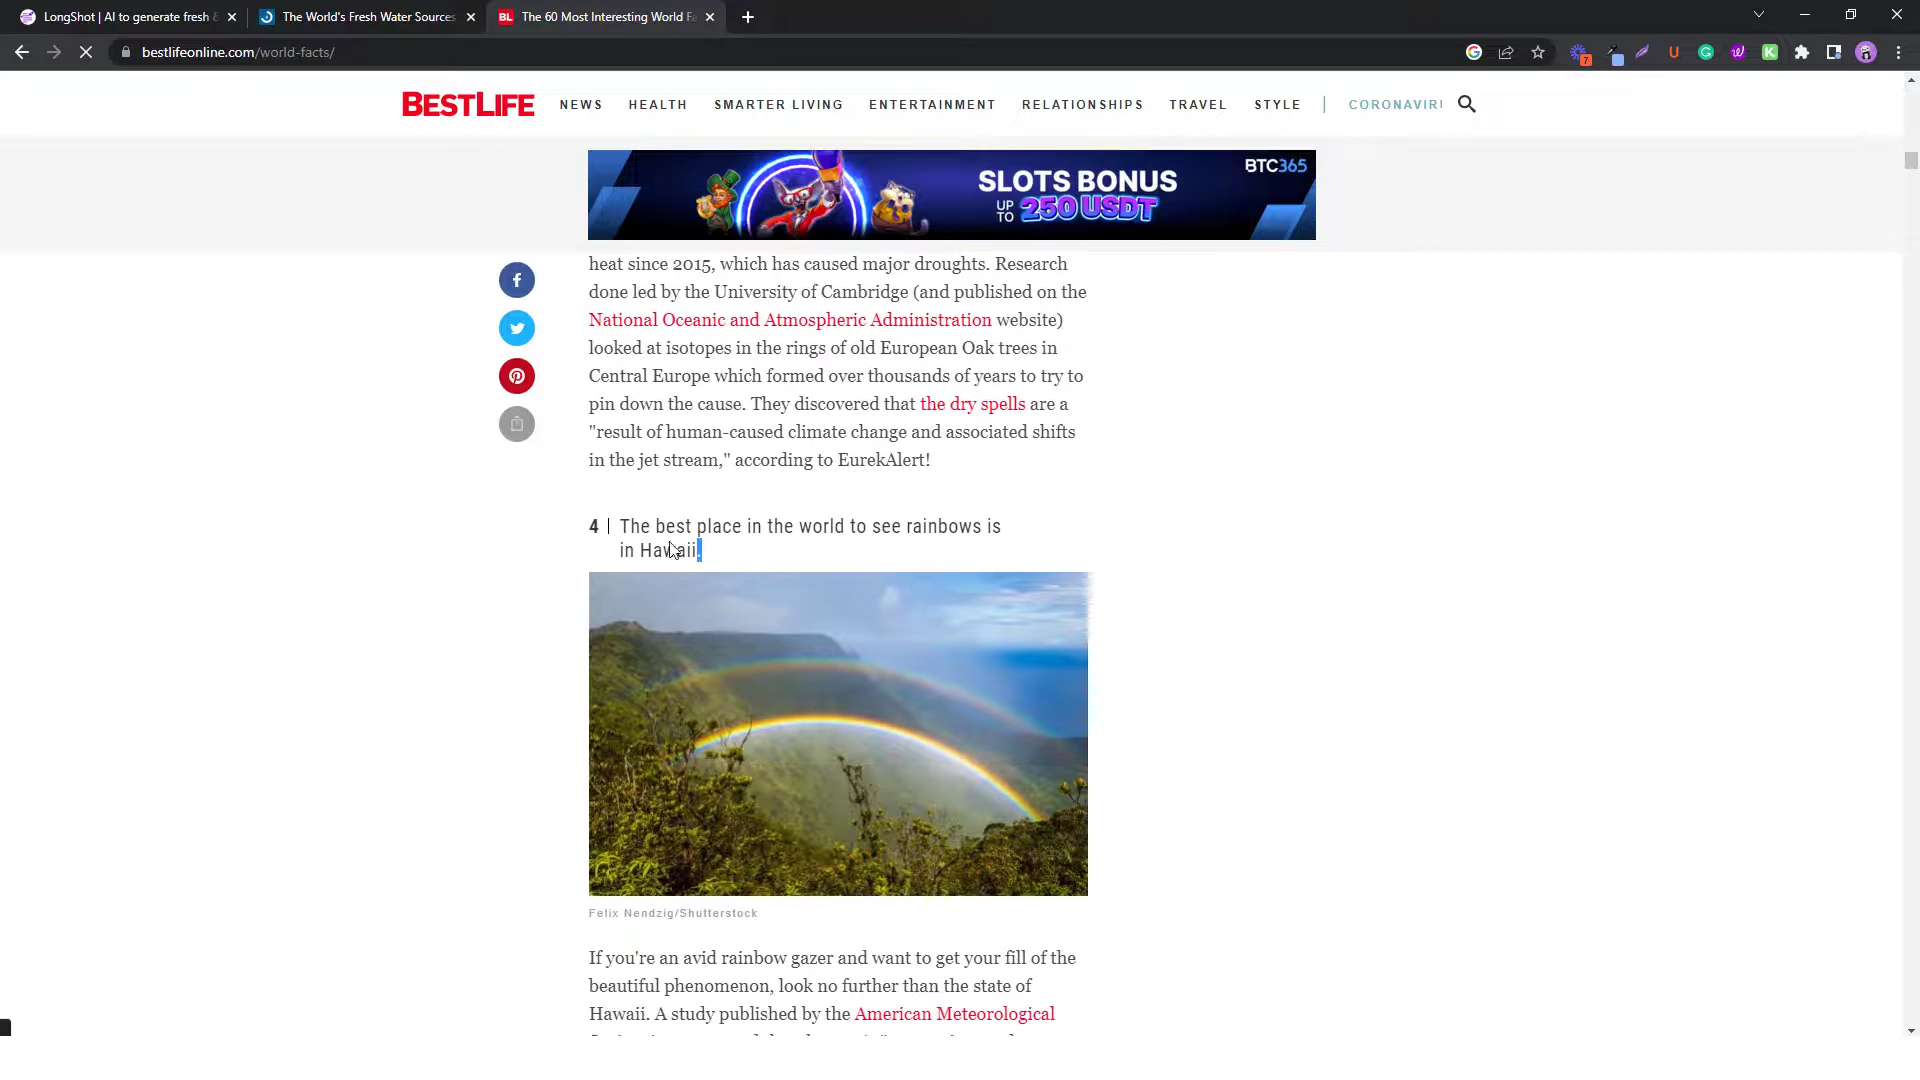 LongShot | AI to generate fresh &
The World's Fresh Water Sources
BL The 60 Most Interesting World Fa
bestlifeonline.com/world-facts/
7
BESTLIFE NEWS HEALTH SMARTER LIVING ENTERTAINMENT RELATIONSHIPS TRAVEL STYLE | CORONAVIRU
SLOTS BONUS
UP TO 250 USDT
BTC365
heat since 2015, which has caused major droughts. Research
done led by the University of Cambridge (and published on the
National Oceanic and Atmospheric Administration website)
looked at isotopes in the rings of old European Oak trees in
Central Europe which formed over thousands of years to try to
pin down the cause. They discovered that the dry spells are a
"result of human-caused climate change and associated shifts
in the jet stream," according to EurekAlert!
4 | The best place in the world to see rainbows is
in Hawaii.
Felix Nendzig/Shutterstock
If you're an avid rainbow gazer and want to get your fill of the
beautiful phenomenon, look no further than the state of
Hawaii. A study published by the American Meteorological